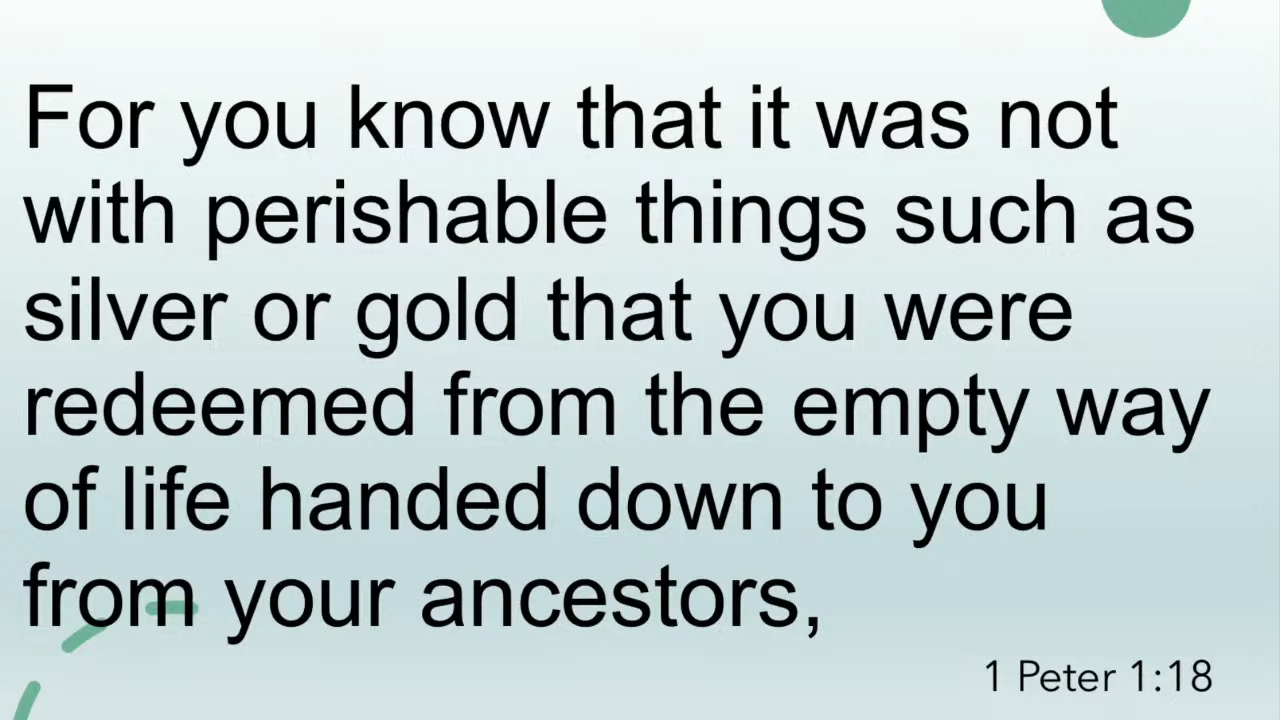 For you know that it was not
with perishable things such as
silver or gold that you were
redeemed from the empty way
of life handed down to you
from your ancestors,
1 Peter 1:18